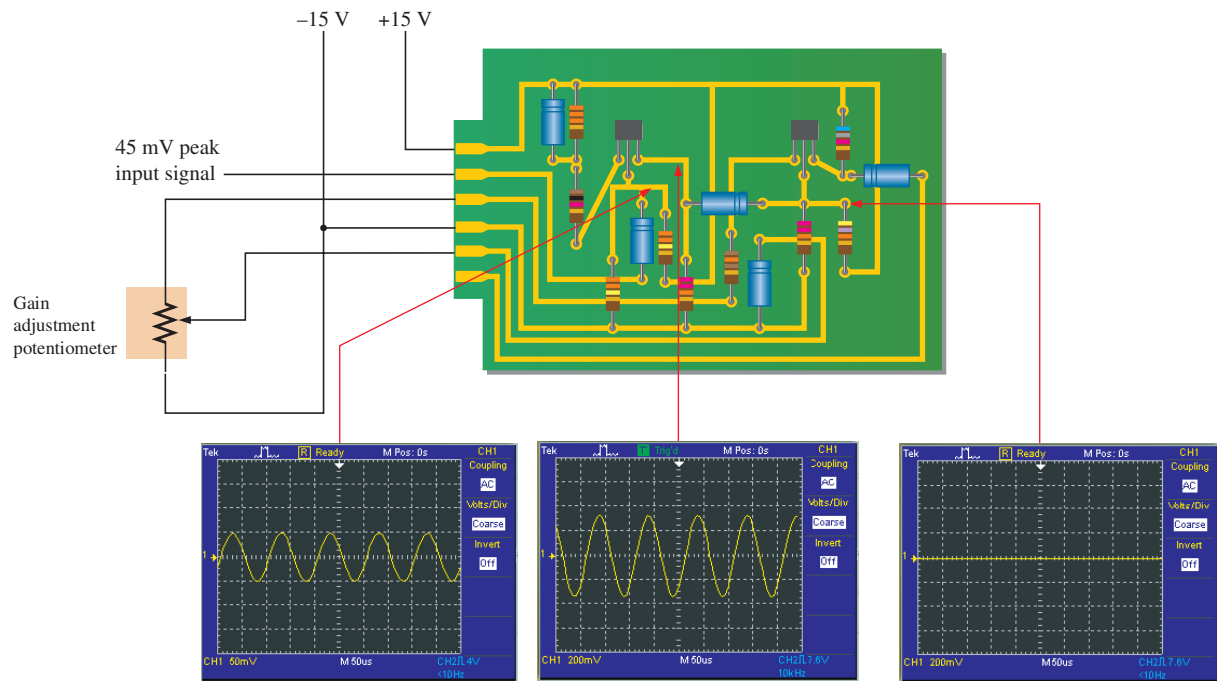 –15 V +15 V
45 mV peak
input signal
Gain
adjustment
potentiometer
Tek R Ready M Pos: 0s CH1
Coupling
AC
Volts/Div
Coarse
Invert
Off
1
CH1 50mV M 50us CH2 4V
<10Hz
Tek T Trig'd M Pos: 0s CH1
Coupling
AC
Volts/Div
Coarse
Invert
Off
1
CH1 200mV M 50us CH2 7.6V
10kHz
Tek R Ready M Pos: 0s CH1
Coupling
AC
Volts/Div
Coarse
Invert
Off
1
CH1 200mV M 50us CH2 7.6V
<10Hz